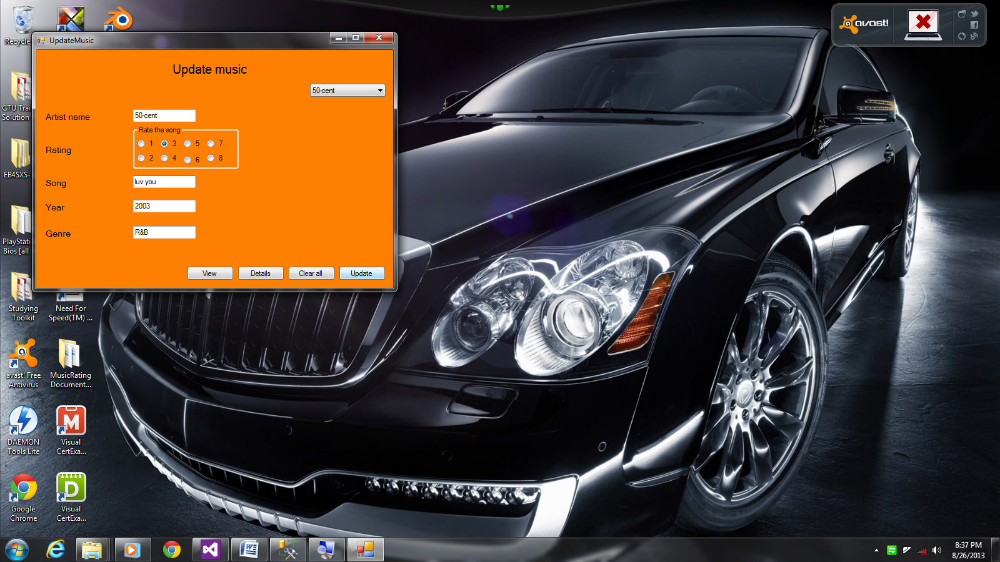 Recycle
UpdateMusic
Update music
50-cent
Artist name
50-cent
Rate the song
Rating
1
3
5
7
2
4
6
8
Song
luv you
Year
2003
Genre
R&B
View
Details
Clear all
Update
avast!
CTU Trai
Solution
EB4SXS-
PlayStati
Bios [all
Studying
Toolkit
Need For
Speed(TM) ...
avast! Free
Antivirus
MusicRating
Document...
DAEMON
Tools Lite
Visual
CertExa...
Google
Chrome
Visual
CertExa...
8:37 PM
8/26/2013